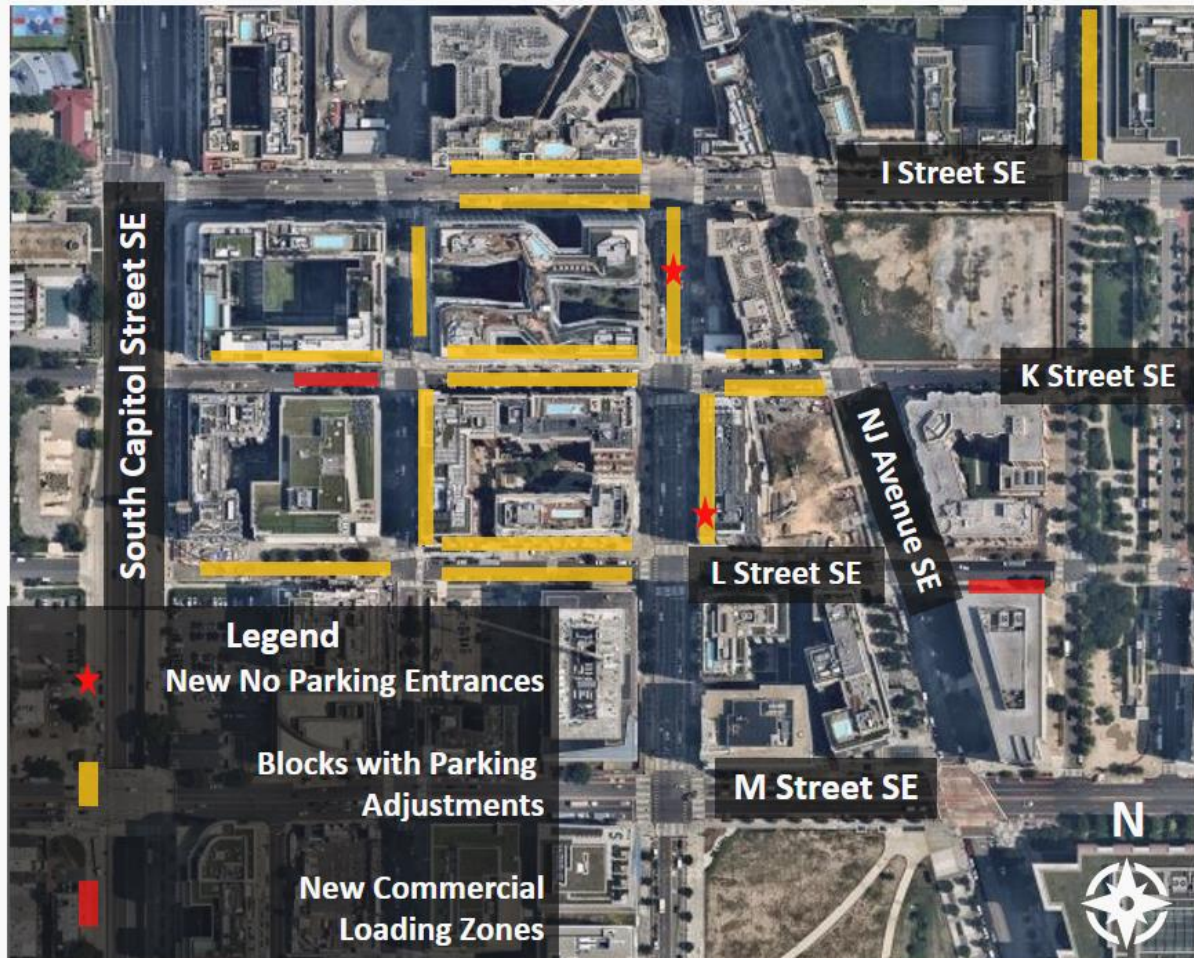 I Street SE
South Capitol Street SE
K Street SE
NJ Avenue SE
L Street SE
Legend
New No Parking Entrances
Blocks with Parking
Adjustments
M Street SE
New Commercial
Loading Zones
N